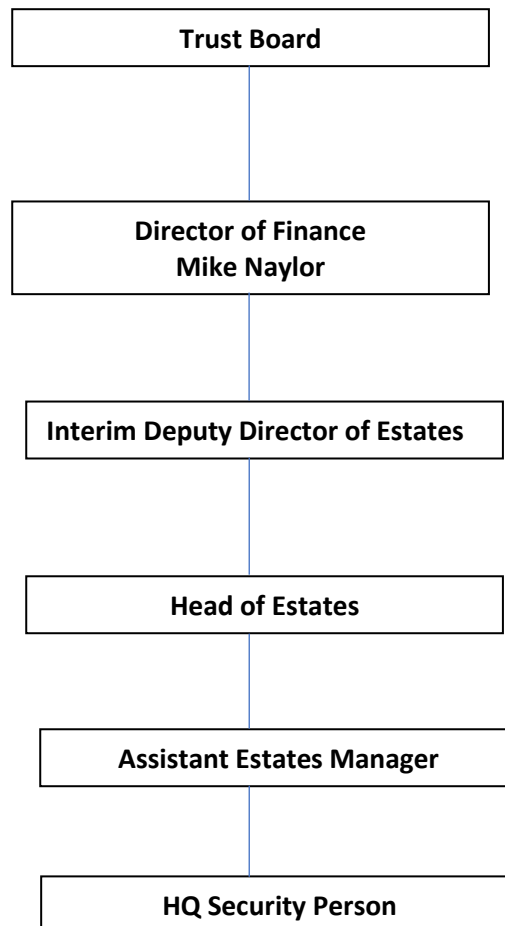 Trust Board
Director of Finance
Mike Naylor
Interim Deputy Director of Estates
Head of Estates
Assistant Estates Manager
HQ Security Person